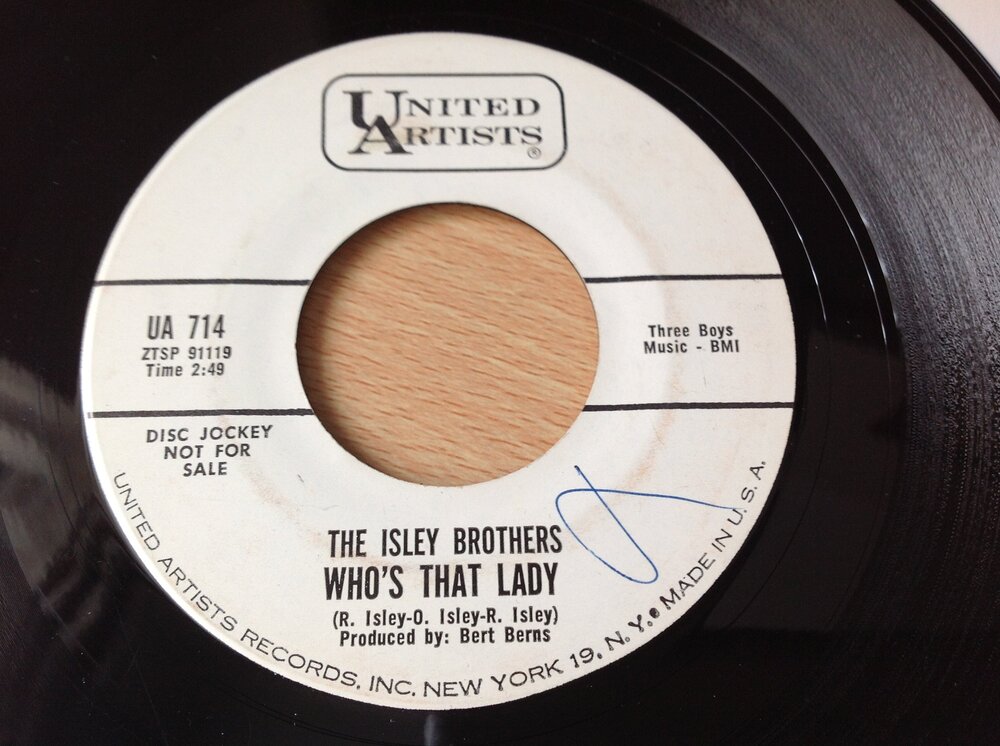 UNITED
ARTISTS®
UA 714
ZTSP 91119
Time 2:49
Three Boys
Music - BMI
DISC JOCKEY
NOT FOR
SALE
THE ISLEY BROTHERS
WHO'S THAT LADY
(R. Isley-O. Isley-R. Isley)
Produced by: Bert Berns
UNITED ARTISTS RECORDS, INC. NEW YORK 19, N.Y. • MADE IN U.S.A.